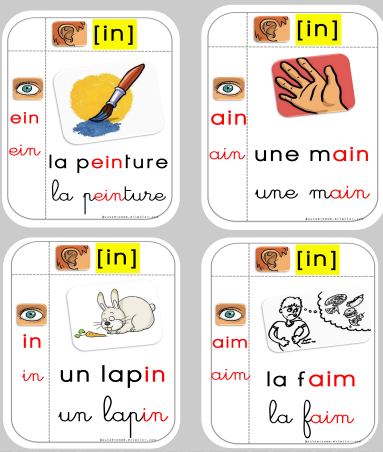 [in]
ein
ein
la peinture
la peinture
[in]
ain
ain
une main
une main
[in]
in
in
un lapin
un lapin
[in]
aim
aim
la faim
la faim